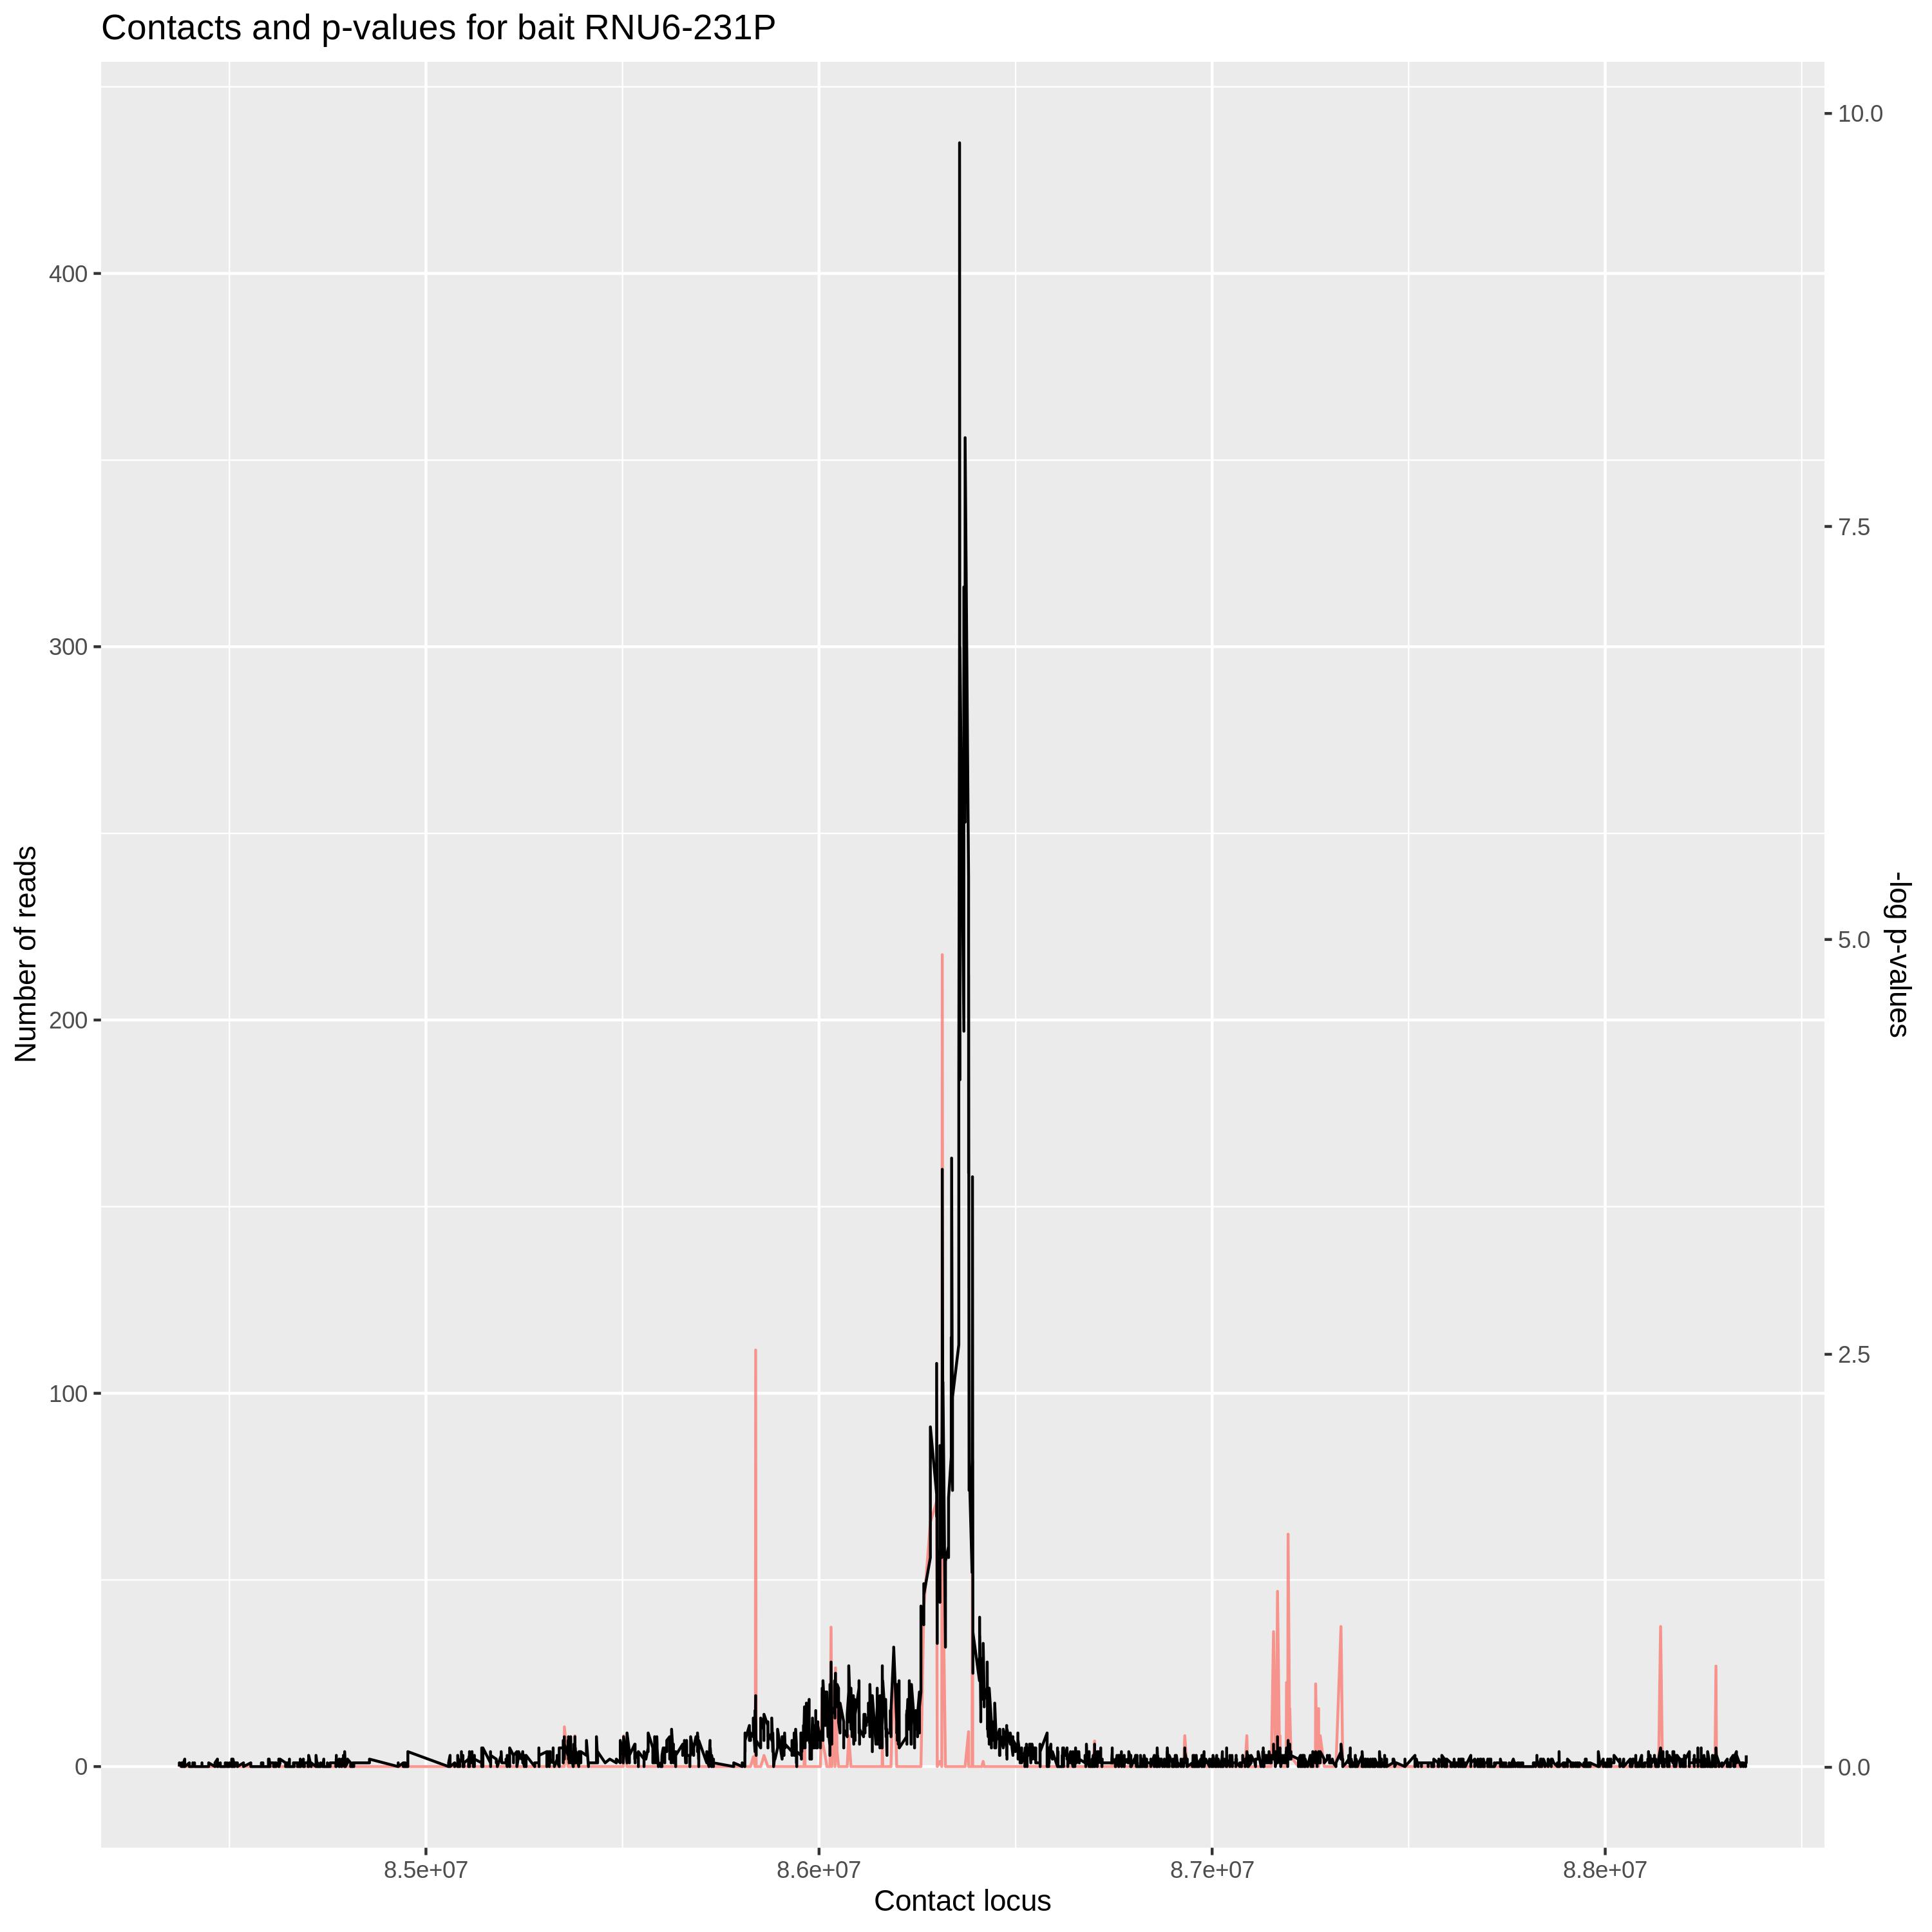 Contacts and p-values for bait RNU6-231P
10.0
400
7.5
300
5.0
Number of reads
-log p-values
200
2.5
100
0
0.0
8.5e+07
8.6e+07
8.7e+07
8.8e+07
Contact locus